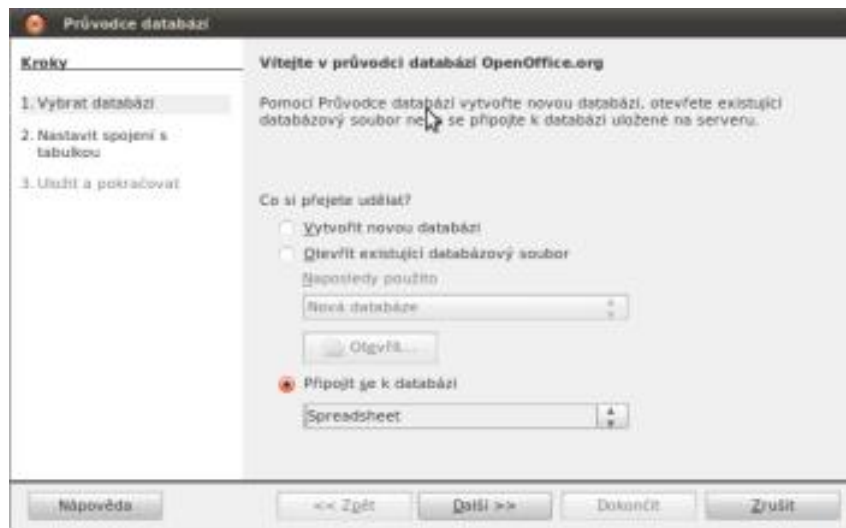 Průvodce databází
Kroky
1. Vybrat databázi
2. Nastavit spojení s
tabulkou
3. Uložit a pokračovat
Vítejte v průvodci databází OpenOffice.org
Pomocí Průvodce databází vytvořte novou databázi, otevřete existující
databázový soubor nebo se připojte k databázi uložené na serveru.
Co si přejete udělat?
Vytvořit novou databázi
Otevřít existující databázový soubor
Naposledy použito
Nová databáze
Otevřít...
Připojit se k databázi
Spreadsheet
Nápověda
<< Zpět
Další >>
Dokončit
Zrušit